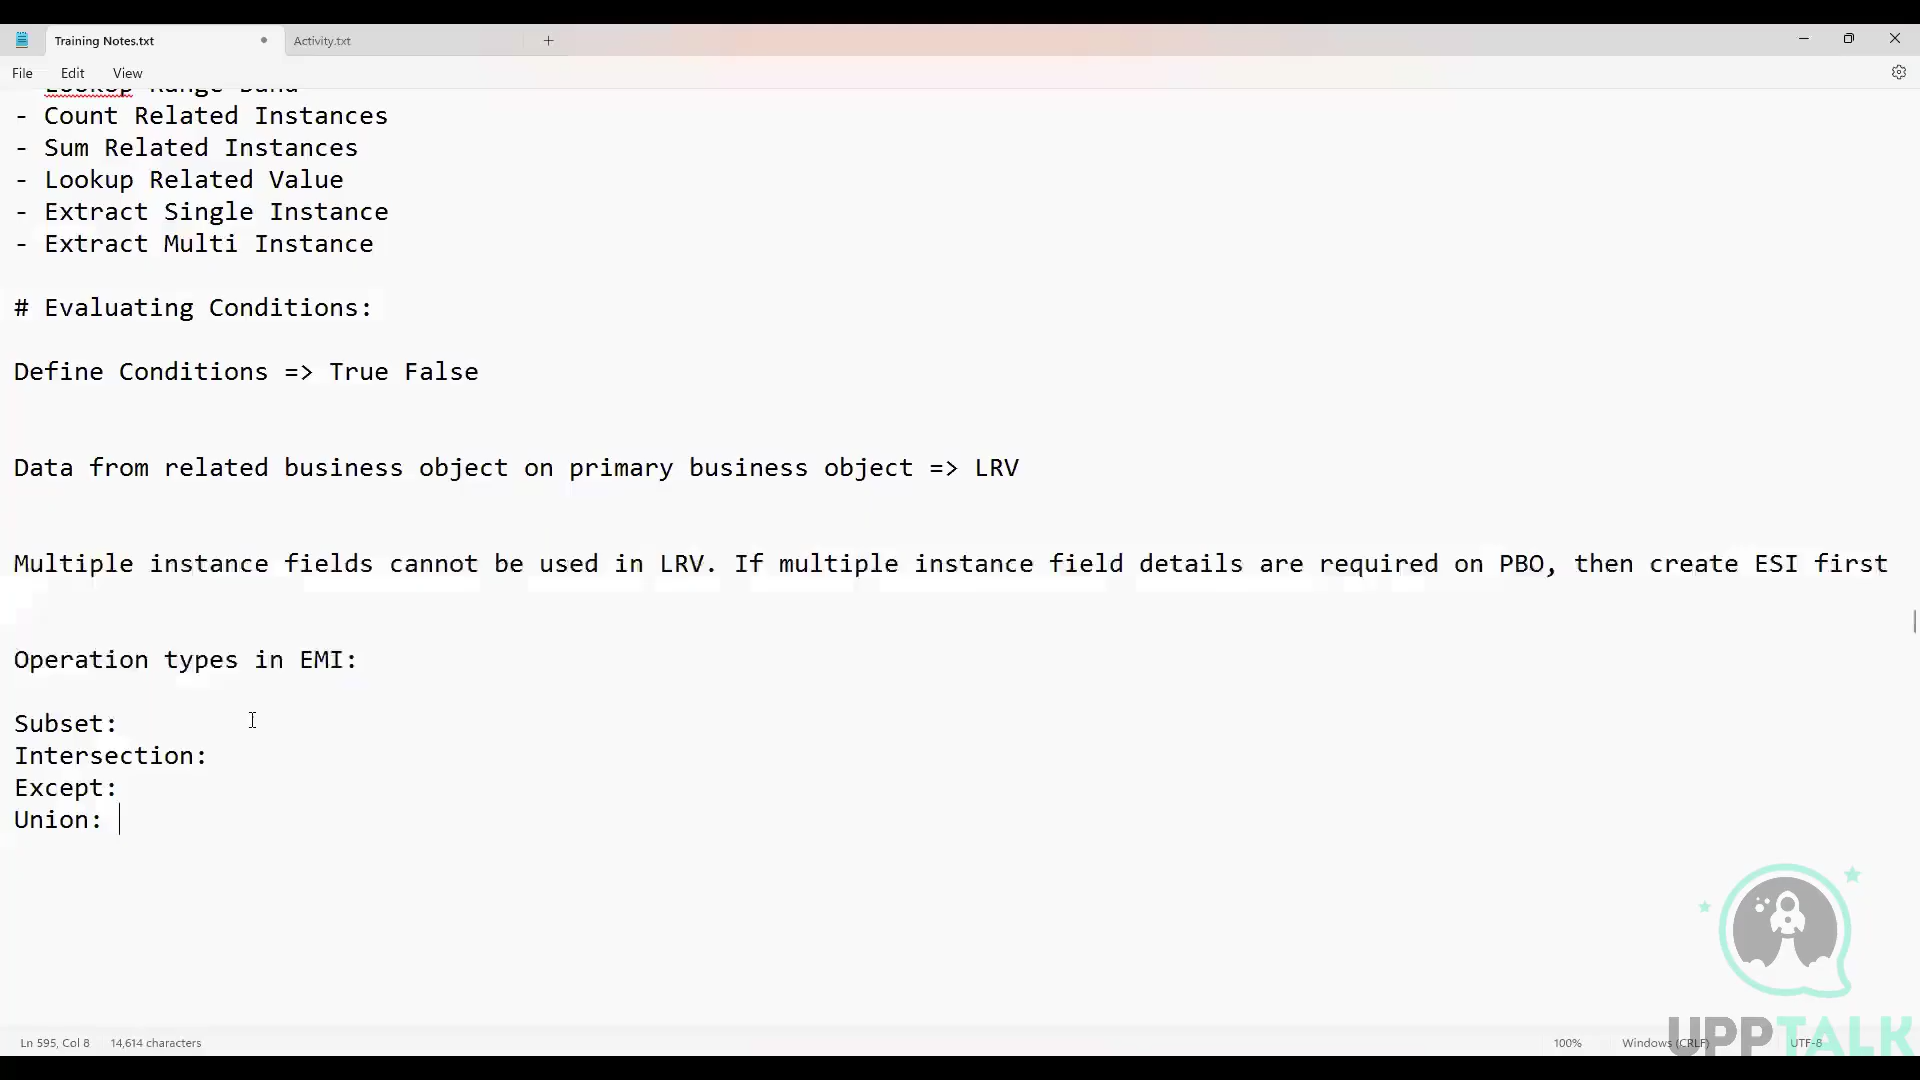 Training Notes.txt
Activity.txt
File Edit View
Lookup Range Band
- Count Related Instances
- Sum Related Instances
- Lookup Related Value
- Extract Single Instance
- Extract Multi Instance
# Evaluating Conditions:
Define Conditions => True False
Data from related business object on primary business object => LRV
Multiple instance fields cannot be used in LRV. If multiple instance field details are required on PBO, then create ESI first
Operation types in EMI:
Subset:
Intersection:
Except:
Union:
UPPTALK
Ln 595, Col 8 14,614 characters 100% Windows (CRLF) UTF-8